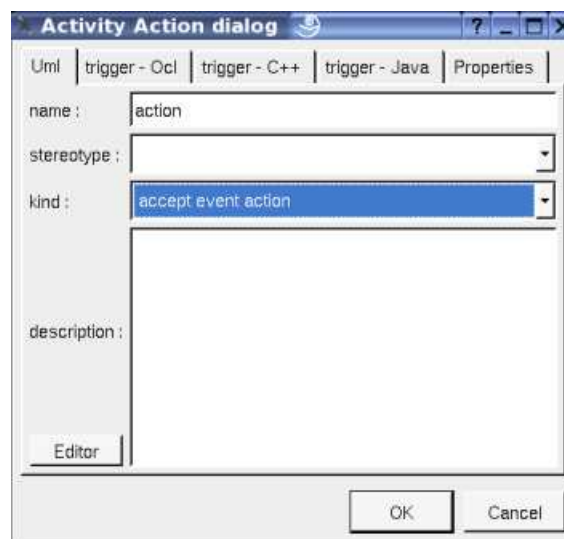 Activity Action dialog
Uml trigger - Ocl trigger - C++ trigger - Java Properties
name : action
stereotype :
kind : accept event action
description :
Editor
OK Cancel